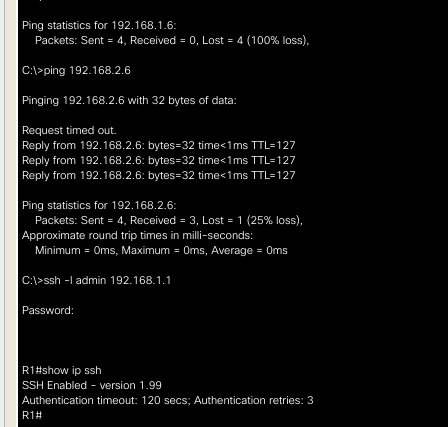 Ping statistics for 192.168.1.6:
Packets: Sent = 4, Received = 0, Lost = 4 (100% loss),
C:\>ping 192.168.2.6
Pinging 192.168.2.6 with 32 bytes of data:
Request timed out.
Reply from 192.168.2.6: bytes=32 time<1ms TTL=127
Reply from 192.168.2.6: bytes=32 time<1ms TTL=127
Reply from 192.168.2.6: bytes=32 time<1ms TTL=127
Ping statistics for 192.168.2.6:
Packets: Sent = 4, Received = 3, Lost = 1 (25% loss),
Approximate round trip times in milli-seconds:
Minimum = 0ms, Maximum = 0ms, Average = 0ms
C:\>ssh -l admin 192.168.1.1
Password:
R1#show ip ssh
SSH Enabled - version 1.99
Authentication timeout: 120 secs; Authentication retries: 3
R1#